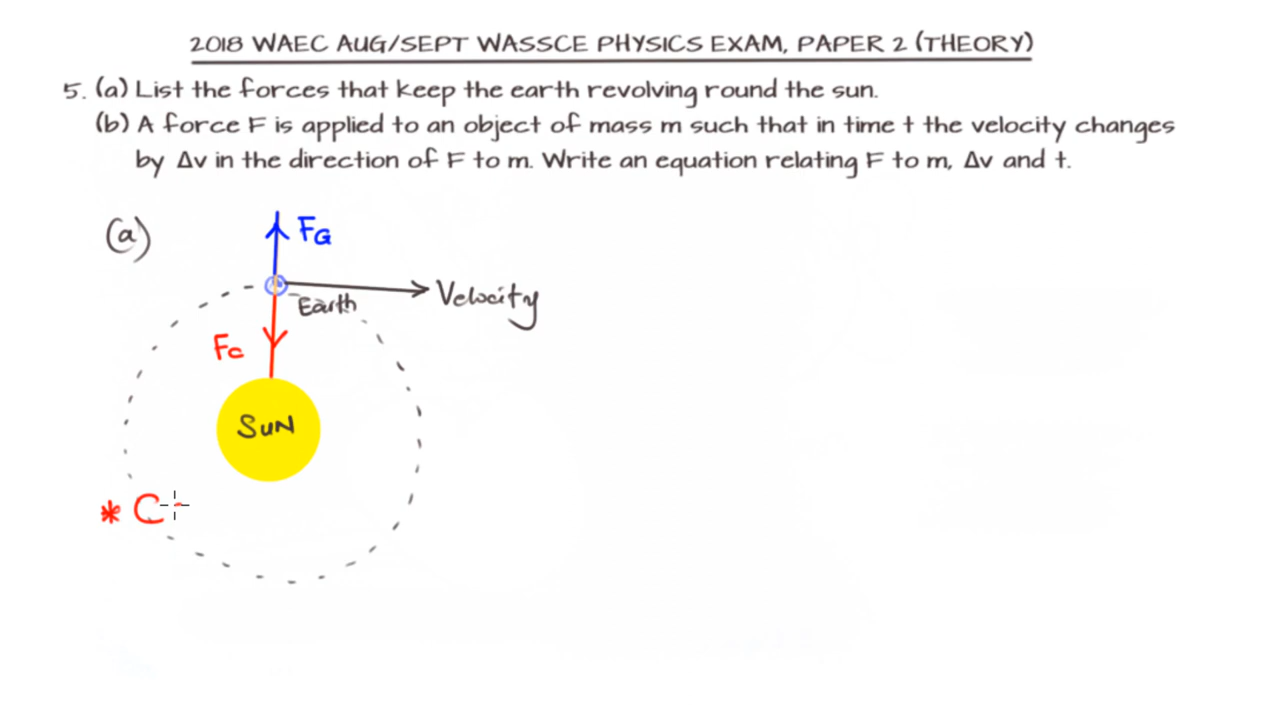 2018 WAEC AUG/SEPT WASSCE PHYSICS EXAM, PAPER 2 (THEORY)
5. (a) List the forces that keep the earth revolving round the sun.
(b) A force F is applied to an object of mass m such that in time t the velocity changes
by Δv in the direction of F to m. Write an equation relating F to m, Δv and t.
(a)
FG
Velocity
Earth
Fc
SUN
* C